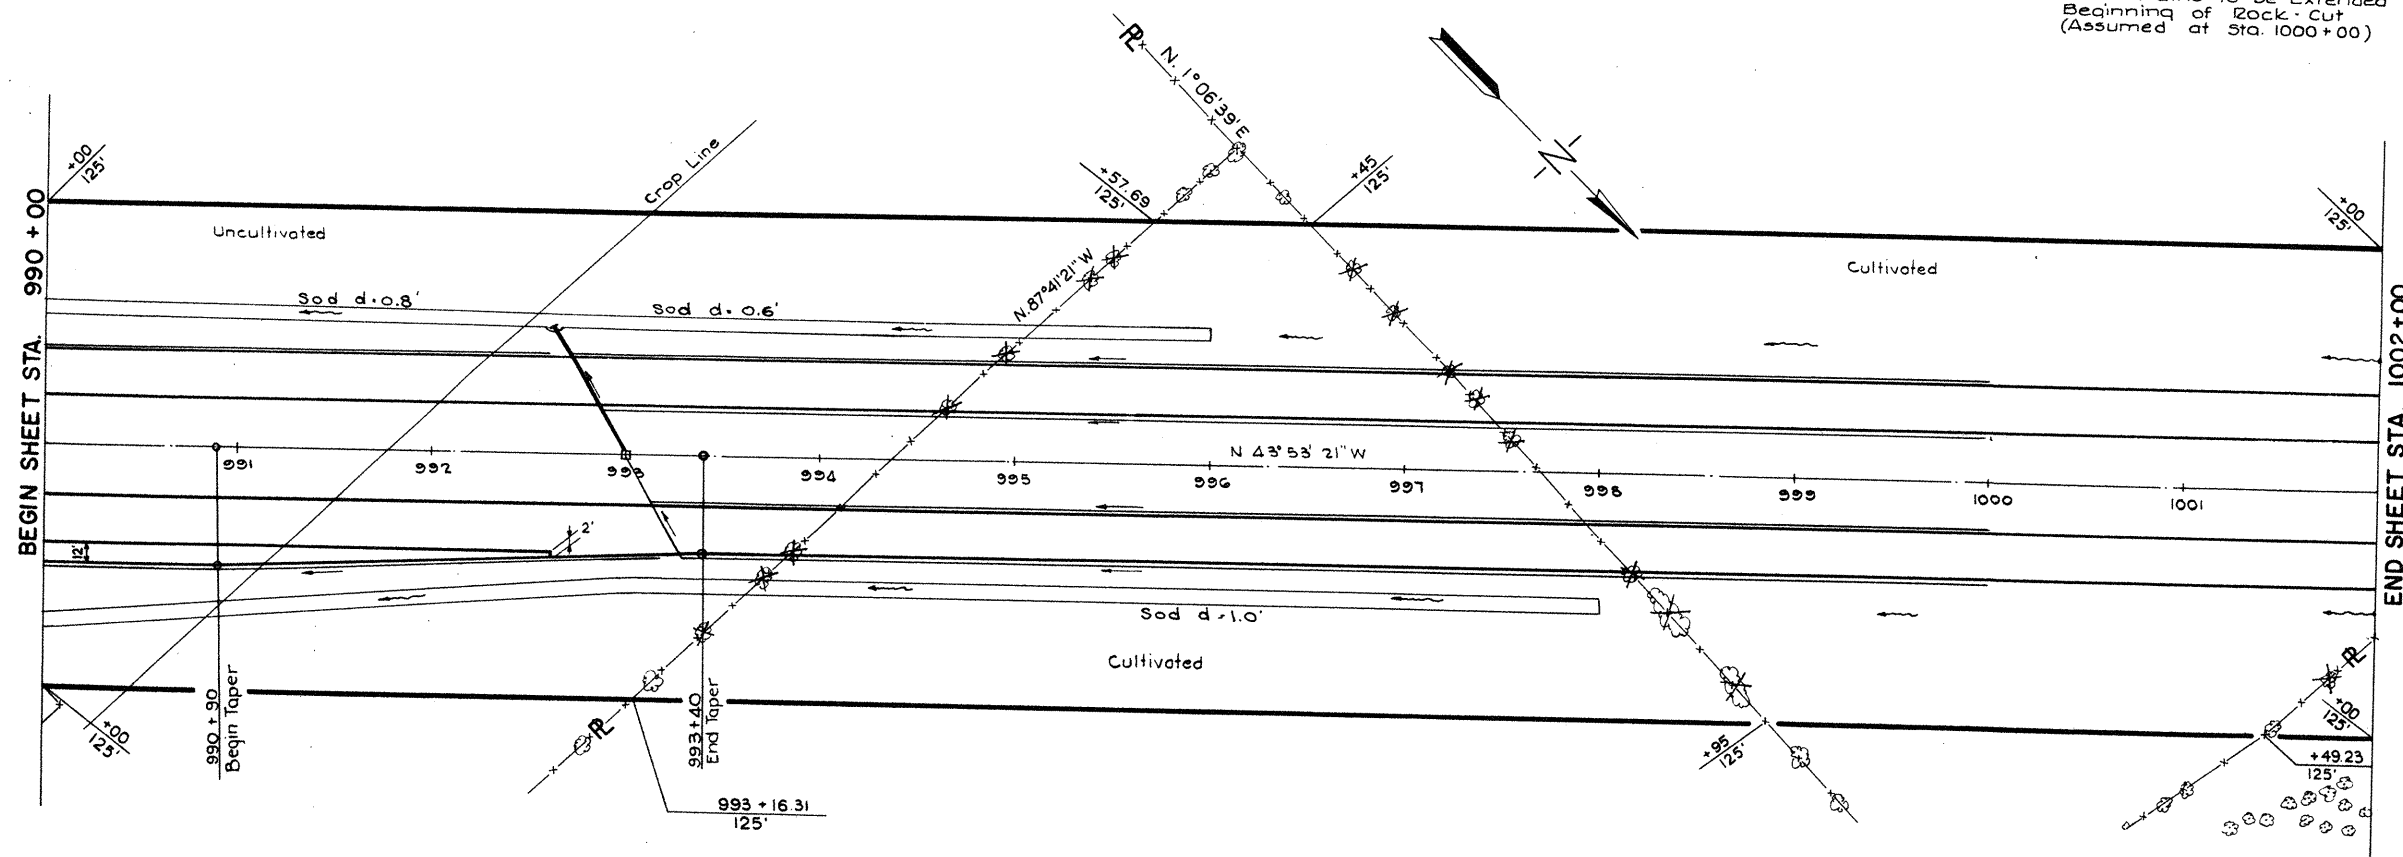 Beginning of Rock-Cut
(Assumed at Sta. 1000+00)
BEGIN SHEET STA. 990+00
+00
125'
Uncultivated
Crop Line
Sod d=0.8'
Sod d=0.6'
N. 87°41'21" W
+57.69
125'
PL
N. 1°06'39" E
+45
125'
N
Cultivated
+00
125'
END SHEET STA. 1002+00
991
992
993
994
995
996
997
998
999
1000
1001
N 43°53'21" W
12'
2'
Sod d=1.0'
Cultivated
+00
125'
990+90
Begin Taper
PL
993+40
End Taper
993+16.31
125'
+95
125'
PL
+00
125'
+49.23
125'